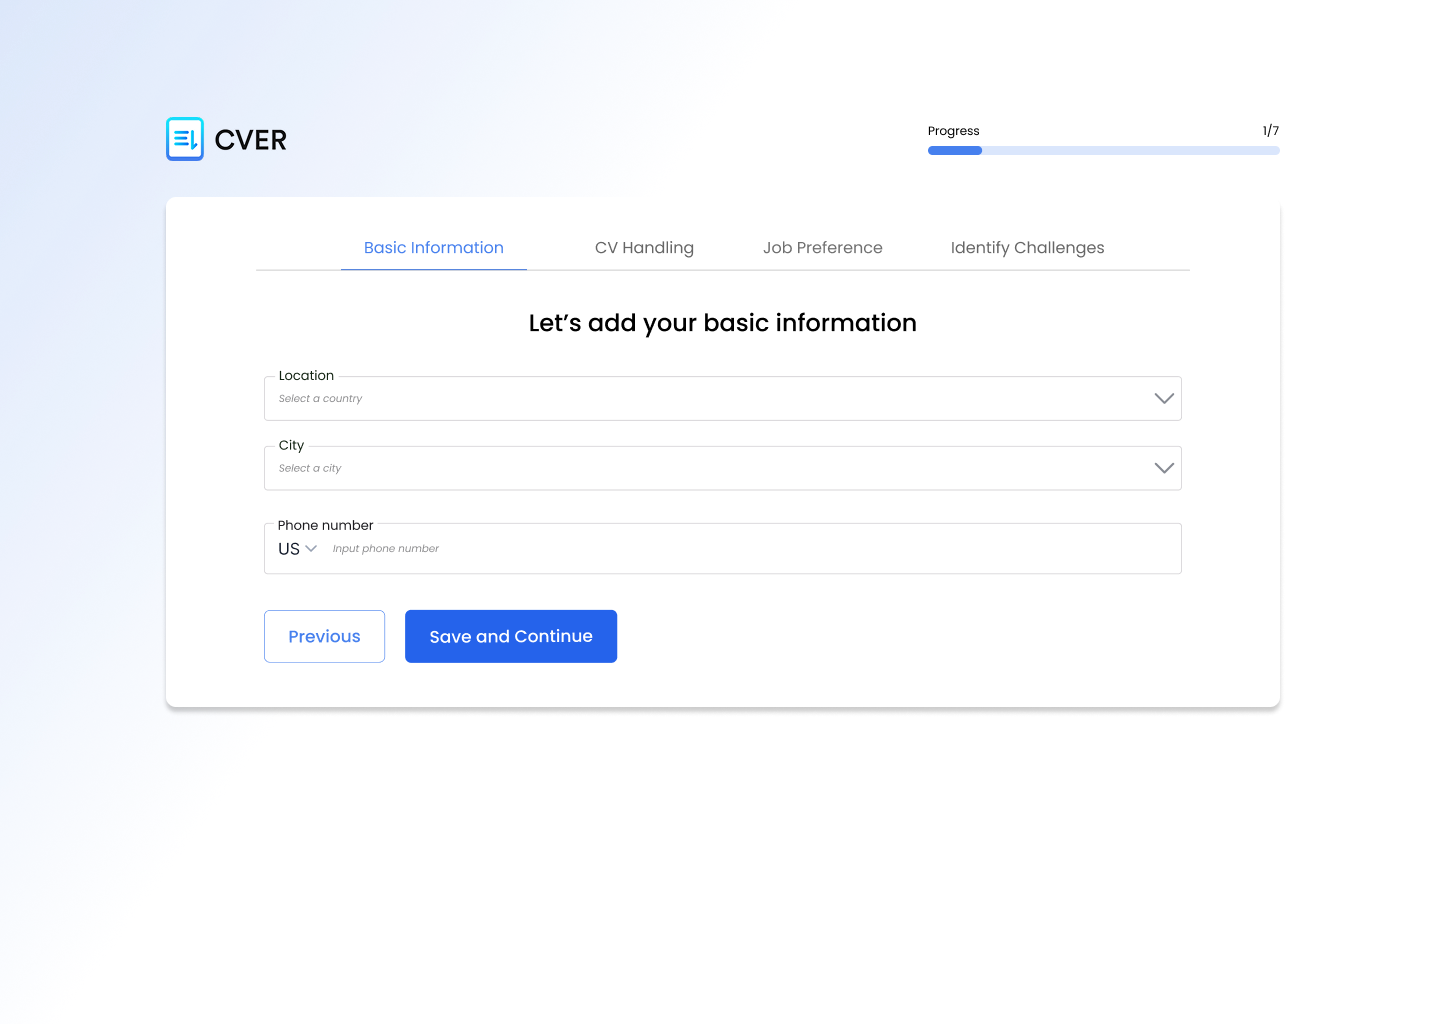 CVER
Progress 1/7
Basic Information CV Handling Job Preference Identify Challenges
Let’s add your basic information
Location
Select a country
City
Select a city
Phone number
US Input phone number
Previous Save and Continue